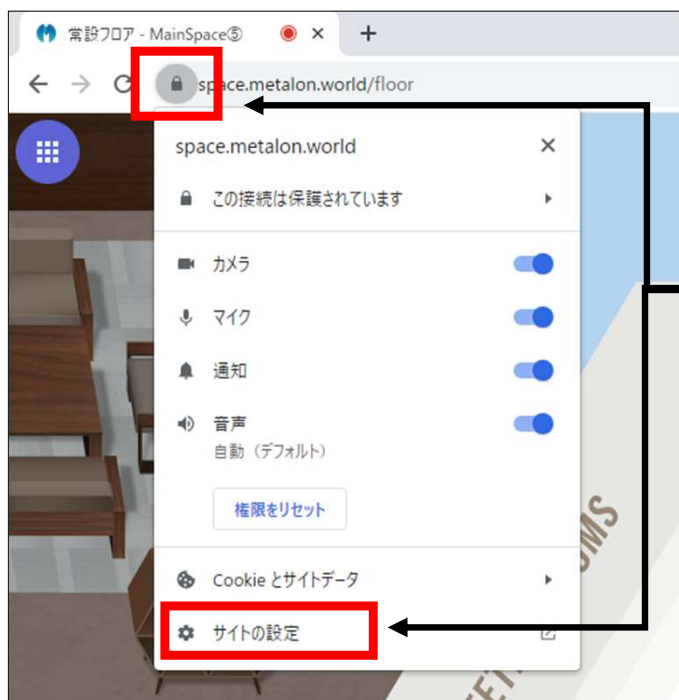 常設フロア - MainSpace⑤
space.metalon.world/floor
space.metalon.world
この接続は保護されています
カメラ
マイク
通知
音声
自動（デフォルト）
権限をリセット
Cookie とサイトデータ
サイトの設定